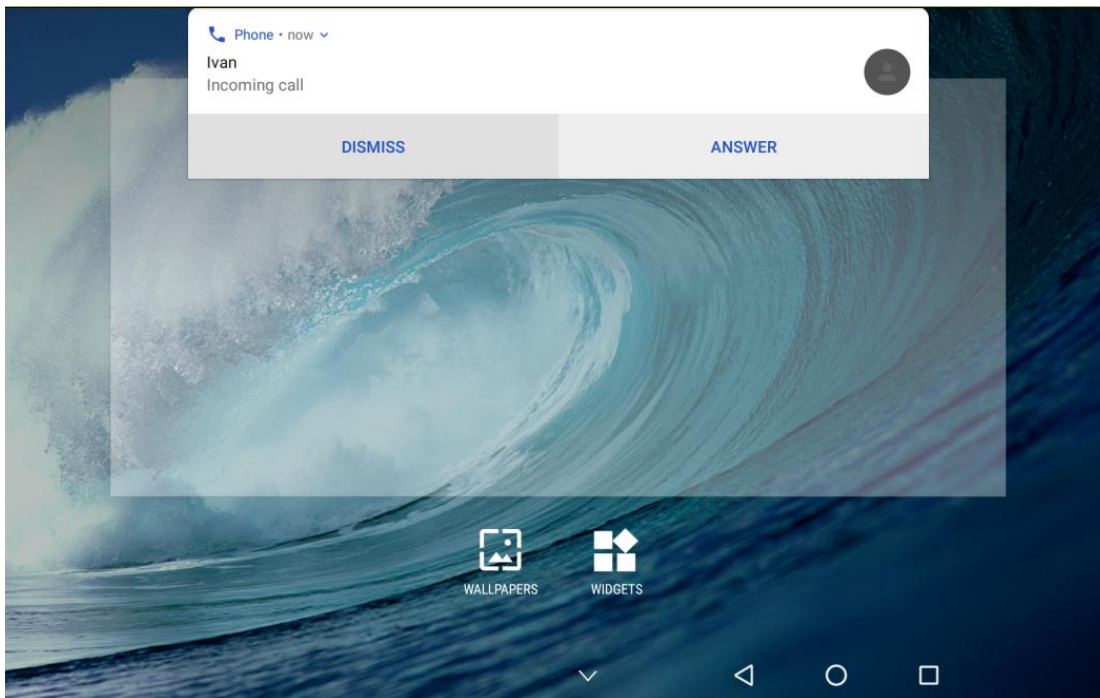 Phone • now
Ivan
Incoming call
DISMISS ANSWER
WALLPAPERS WIDGETS